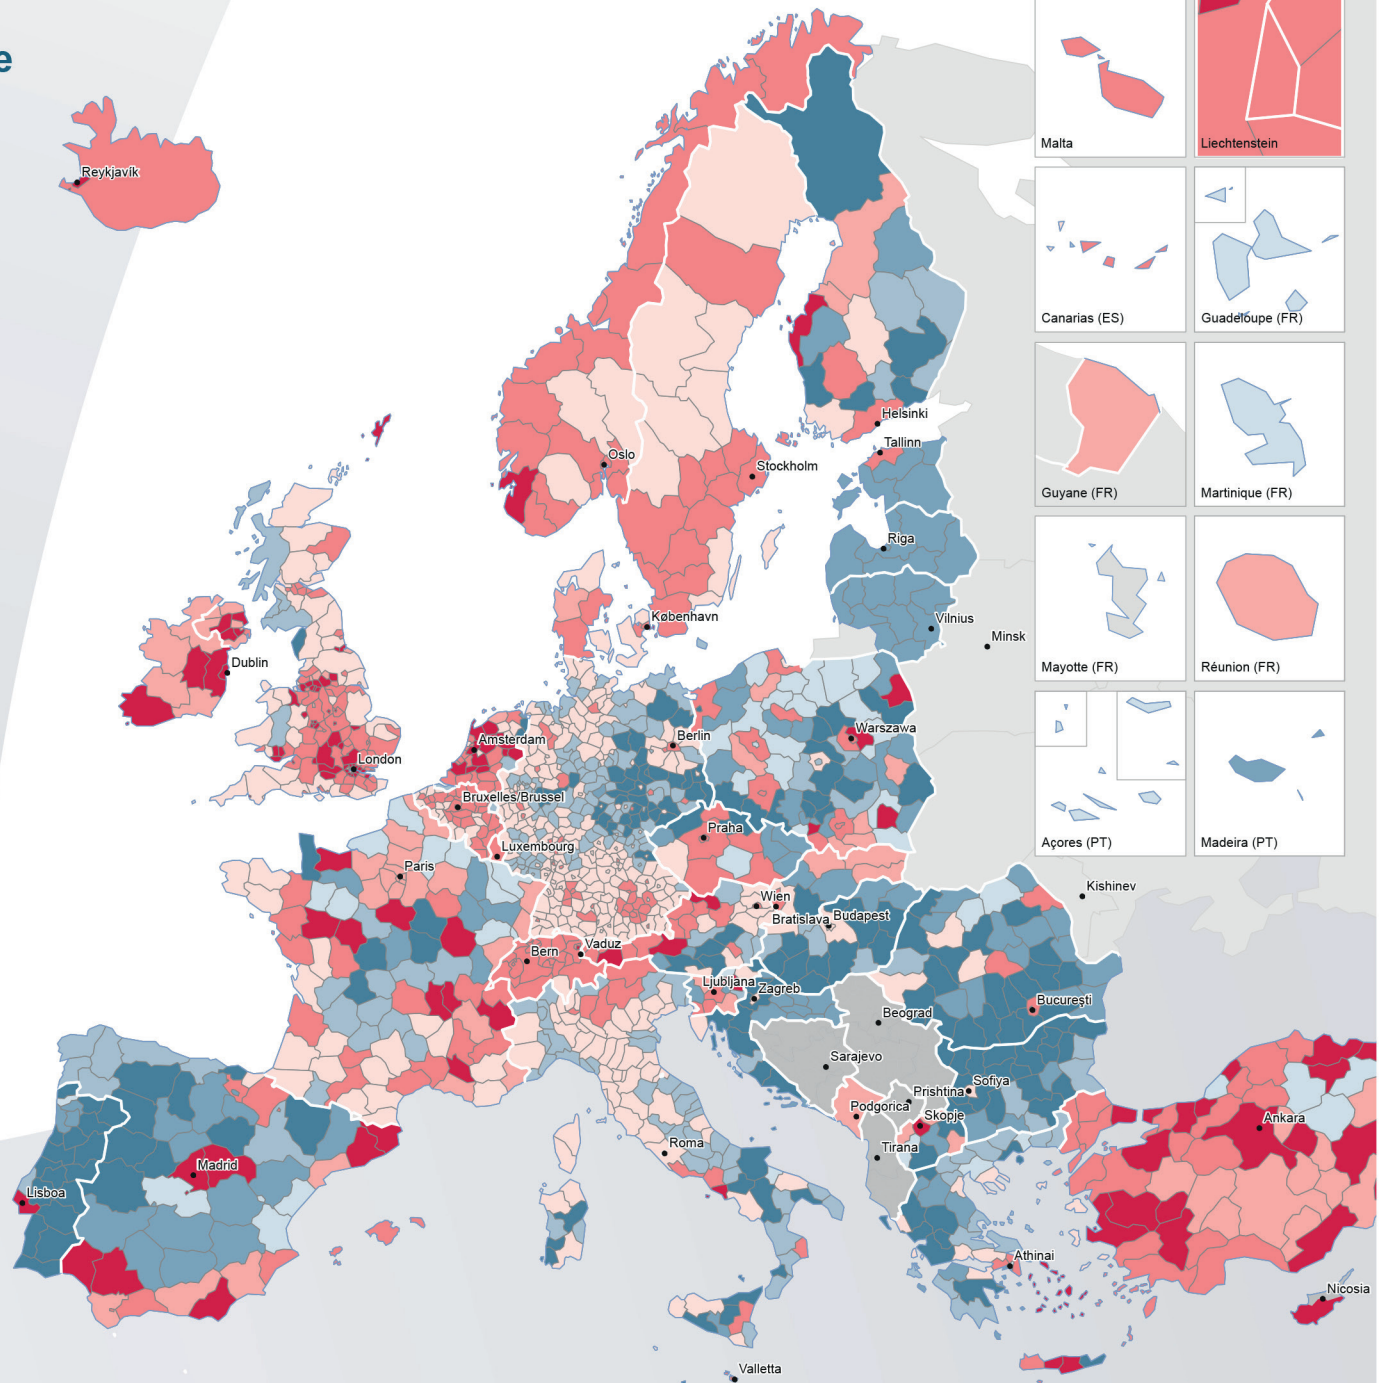 e
Reykjavík
Malta
Liechtenstein
Canarias (ES)
Guadeloupe (FR)
Guyane (FR)
Martinique (FR)
Mayotte (FR)
Réunion (FR)
Açores (PT)
Madeira (PT)
Helsinki
Tallinn
Oslo
Stockholm
Riga
København
Vilnius
Minsk
Dublin
Warszawa
Berlin
Amsterdam
London
Bruxelles/Brussel
Praha
Luxembourg
Paris
Kishinev
Wien
Bratislava
Budapest
Vaduz
Bern
Ljubljana
Zagreb
Bucureşti
Beograd
Sarajevo
Sofiya
Prishtina
Podgorica
Skopje
Ankara
Tirana
Roma
Madrid
Lisboa
Athinai
Nicosia
Valletta